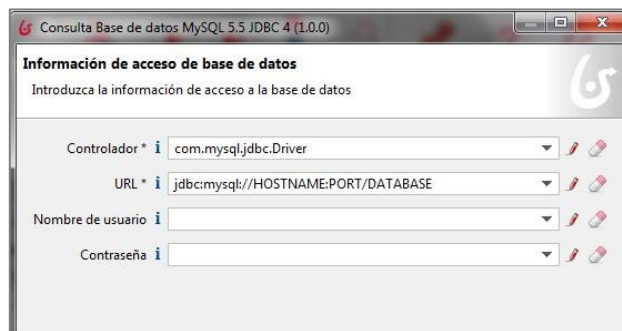 Consulta Base de datos MySQL 5.5 JDBC 4 (1.0.0)
Información de acceso de base de datos
Introduzca la información de acceso a la base de datos
Controlador * i com.mysql.jdbc.Driver
URL * i jdbc:mysql://HOSTNAME:PORT/DATABASE
Nombre de usuario i
Contraseña i